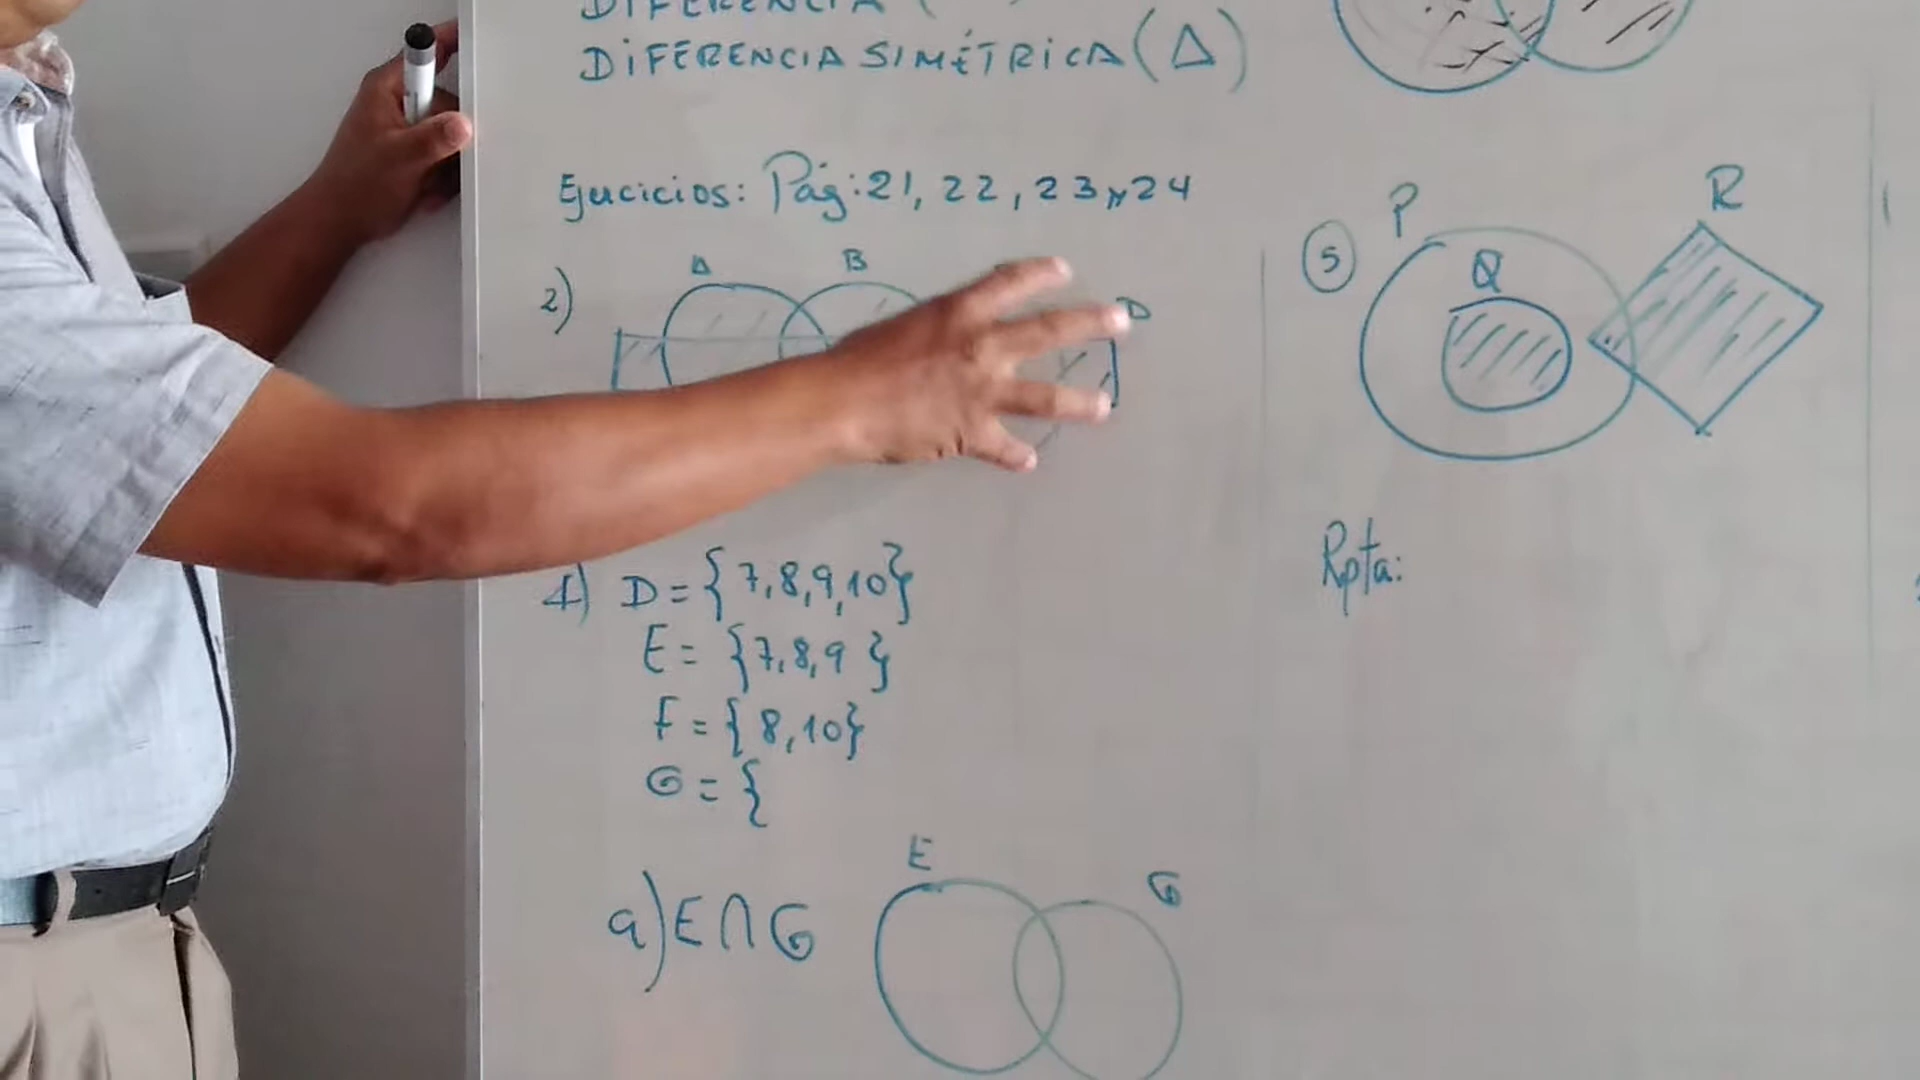 DIFERENCIA (
DIFERENCIA SIMÉTRICA (Δ)
Ejercicios: Pág: 21, 22, 23 y 24
2)
A
B
D
4) D = {7,8,9,10}
E = {7,8,9}
F = {8,10}
G = {
a) E∩G
E
G
5
P
Q
R
Rpta: